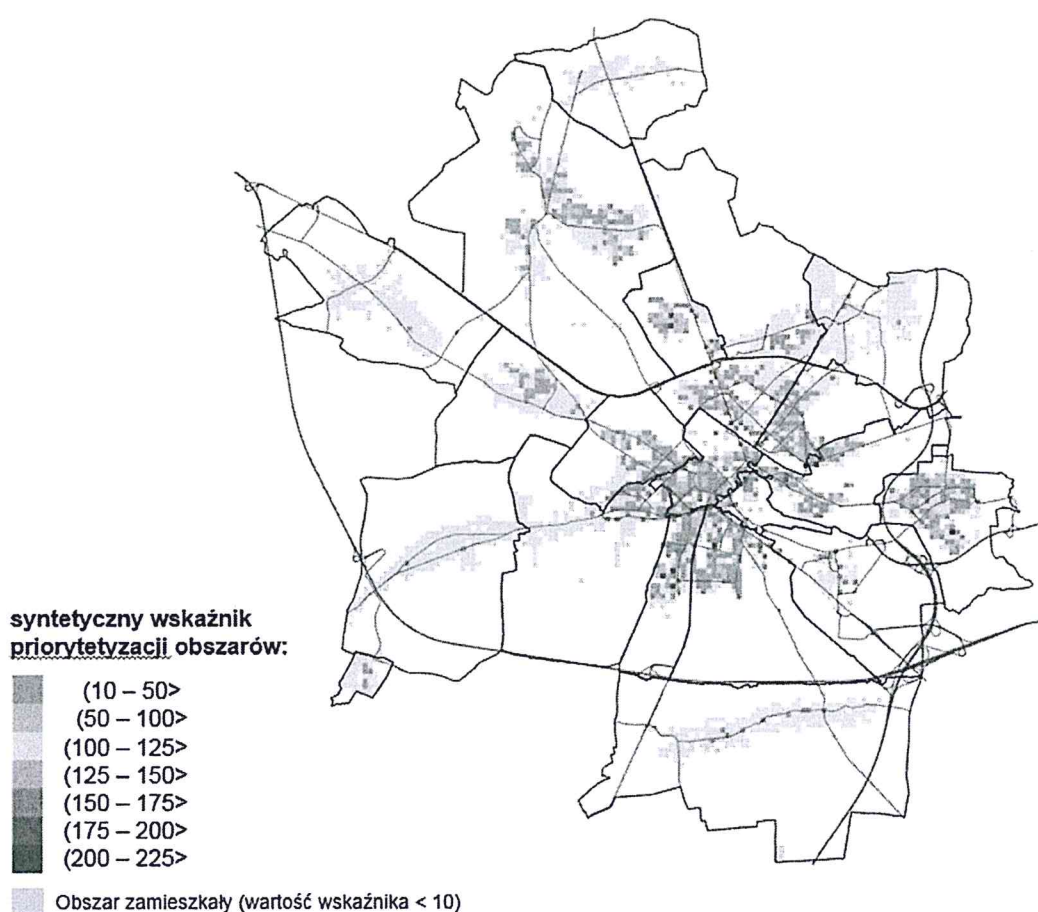 syntetyczny wskaźnik
priorytetyzacji obszarów:
(10 – 50>
(50 – 100>
(100 – 125>
(125 – 150>
(150 – 175>
(175 – 200>
(200 – 225>
Obszar zamieszkały (wartość wskaźnika < 10)